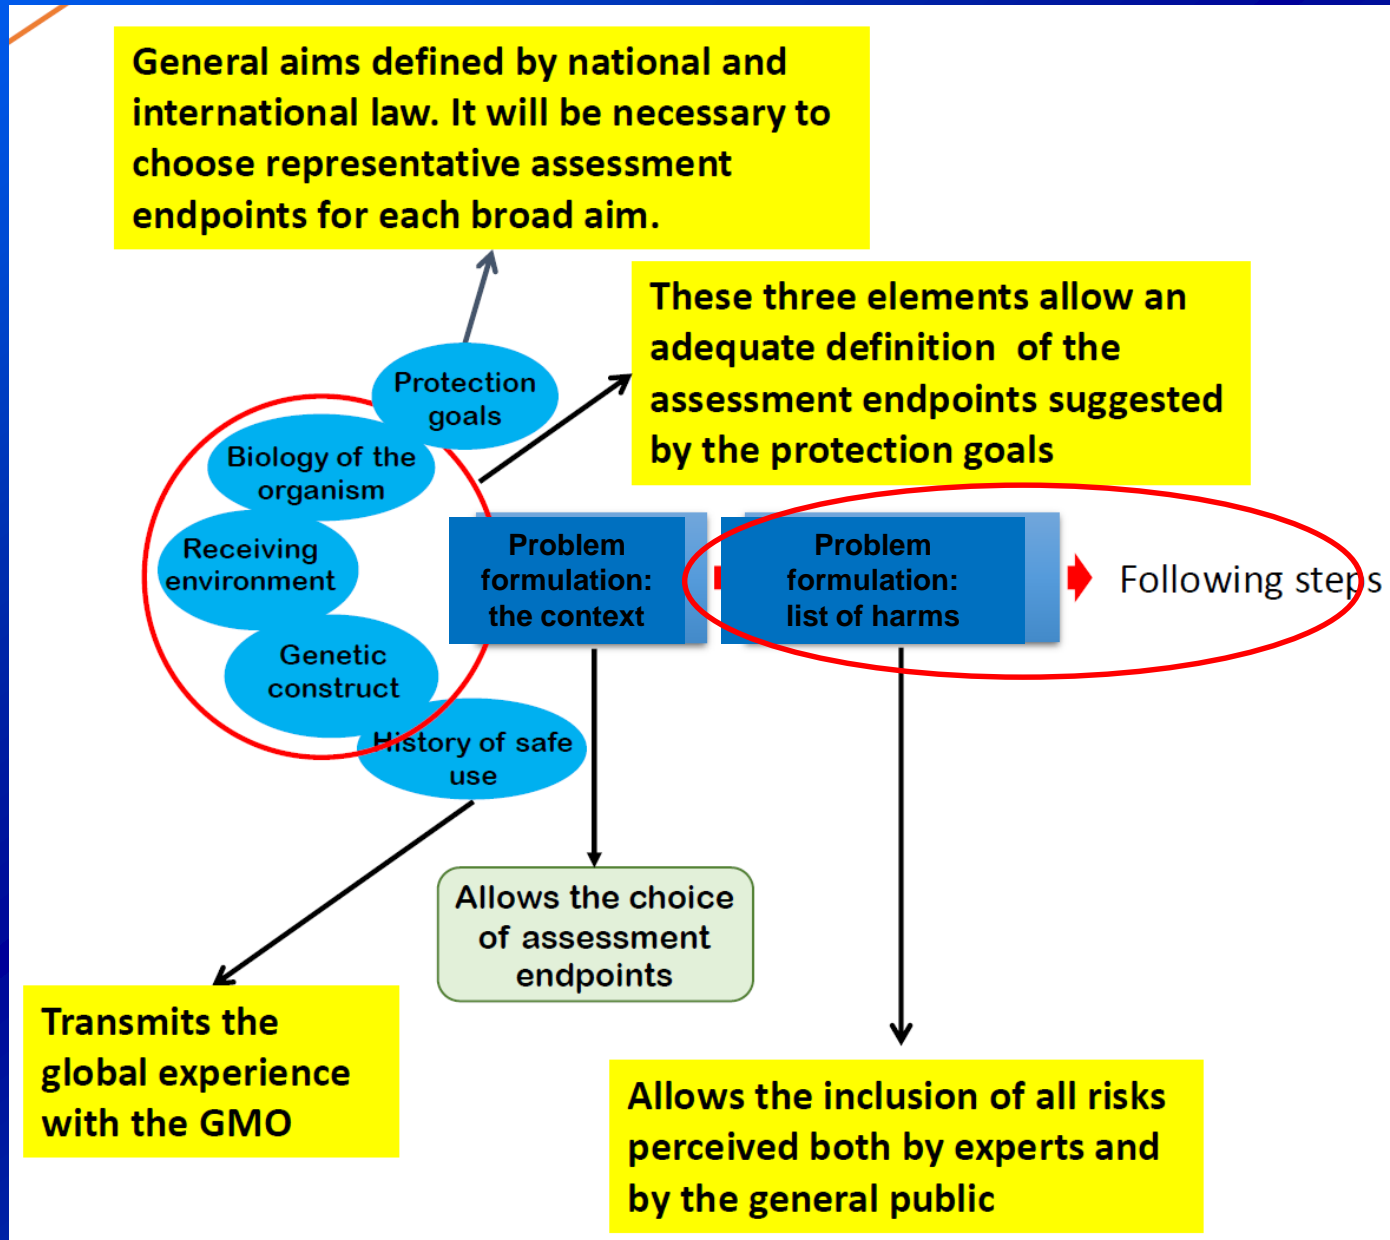 General aims defined by national and
international law. It will be necessary to
choose representative assessment
endpoints for each broad aim.
These three elements allow an
adequate definition of the
assessment endpoints suggested
by the protection goals
Protection
goals
Biology of the
organism
Receiving
environment
Genetic
construct
History of safe
use
Problem
formulation:
the context
Problem
formulation:
list of harms
Following steps
Allows the choice
of assessment
endpoints
Transmits the
global experience
with the GMO
Allows the inclusion of all risks
perceived both by experts and
by the general public